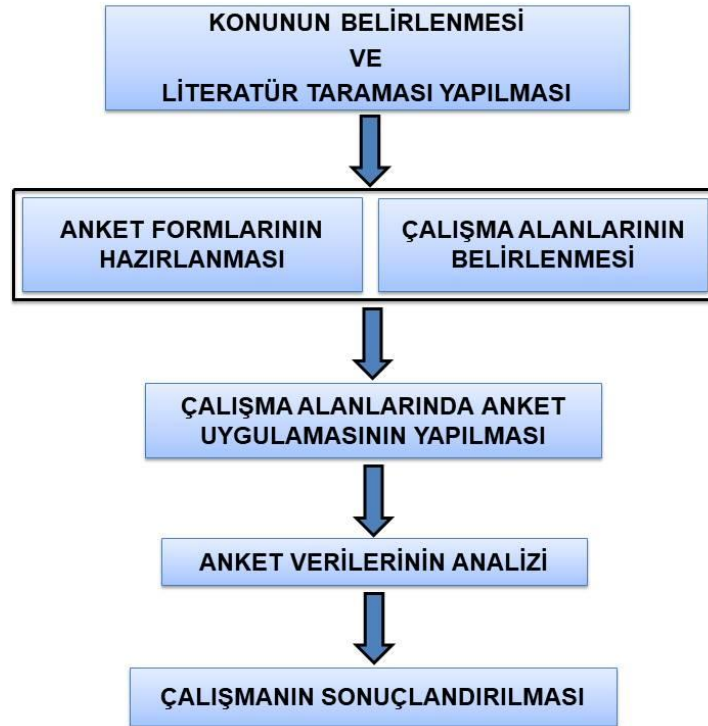 KONUNUN BELİRLENMESİ
VE
LİTERATÜR TARAMASI YAPILMASI
ANKET FORMLARININ
HAZIRLANMASI
ÇALIŞMA ALANLARININ
BELİRLENMESİ
ÇALIŞMA ALANLARINDA ANKET
UYGULAMASININ YAPILMASI
ANKET VERİLERİNİN ANALİZİ
ÇALIŞMANIN SONUÇLANDIRILMASI